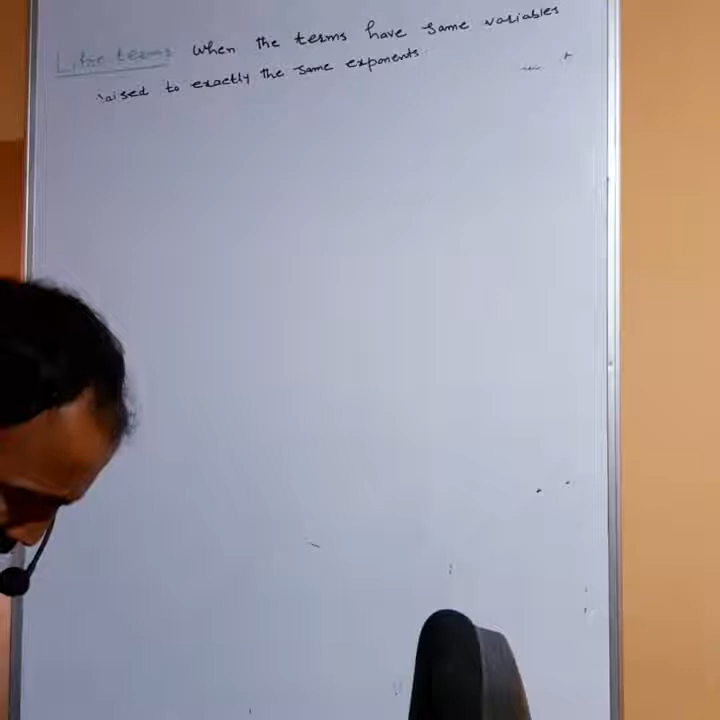 Like terms when the terms have same variables
raised to exactly the same exponents